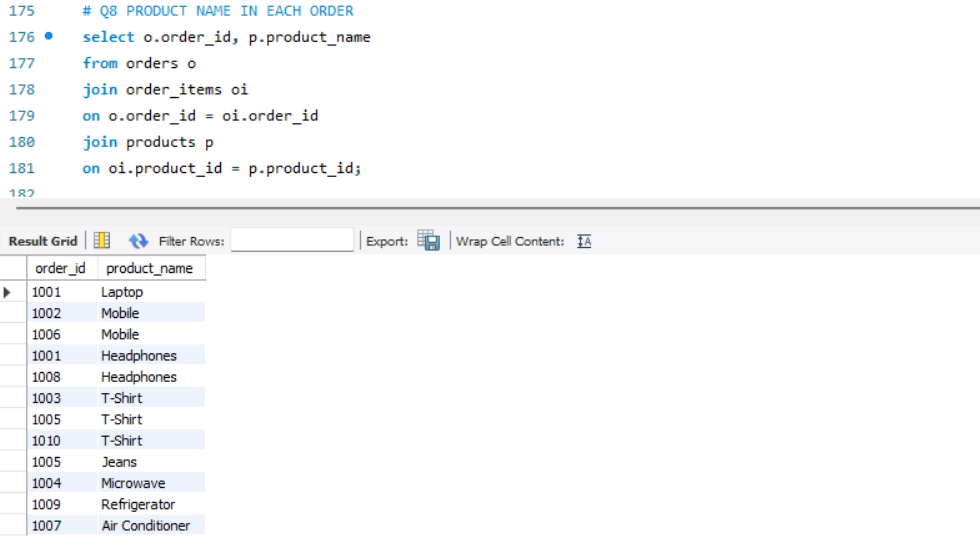 175 # Q8 PRODUCT NAME IN EACH ORDER
176 select o.order_id, p.product_name
177 from orders o
178 join order_items oi
179 on o.order_id = oi.order_id
180 join products p
181 on oi.product_id = p.product_id;
182
Result Grid Filter Rows: Export: Wrap Cell Content: IA
order_id product_name
1001 Laptop
1002 Mobile
1006 Mobile
1001 Headphones
1008 Headphones
1003 T-Shirt
1005 T-Shirt
1010 T-Shirt
1005 Jeans
1004 Microwave
1009 Refrigerator
1007 Air Conditioner